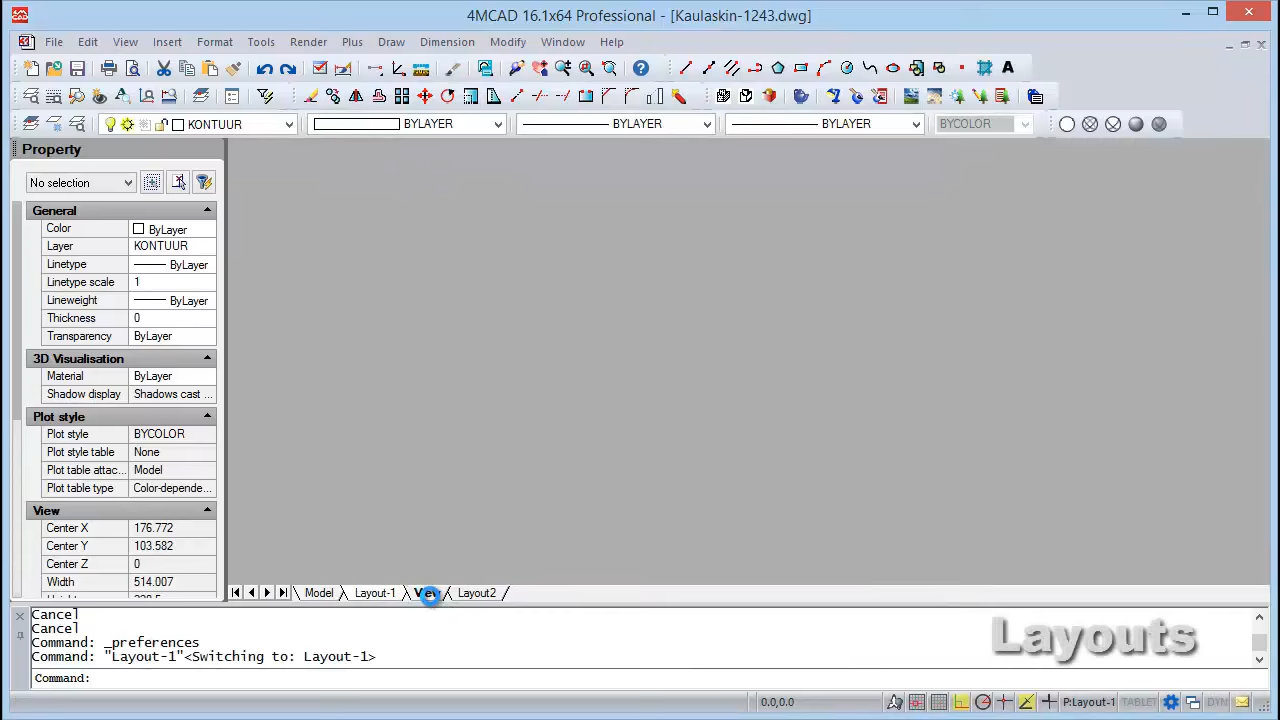 4MCAD 16.1x64 Professional - [Kaulaskin-1243.dwg]
File Edit View Insert Format Tools Render Plus Draw Dimension Modify Window Help
KONTUUR BYLAYER BYLAYER BYLAYER BYCOLOR
Property
No selection
General
Color ByLayer
Layer KONTUUR
Linetype ByLayer
Linetype scale 1
Lineweight ByLayer
Thickness 0
Transparency ByLayer
3D Visualisation
Material ByLayer
Shadow display Shadows cast ...
Plot style
Plot style BYCOLOR
Plot style table None
Plot table attac... Model
Plot table type Color-depende...
View
Center X 176.772
Center Y 103.582
Center Z 0
Width 514.007
Model Layout-1 View Layout2
Cancel
Cancel
Command: _preferences
Command: "Layout-1"<Switching to: Layout-1>
Layouts
Command:
0.0,0.0 P:Layout-1 TABLET DYN